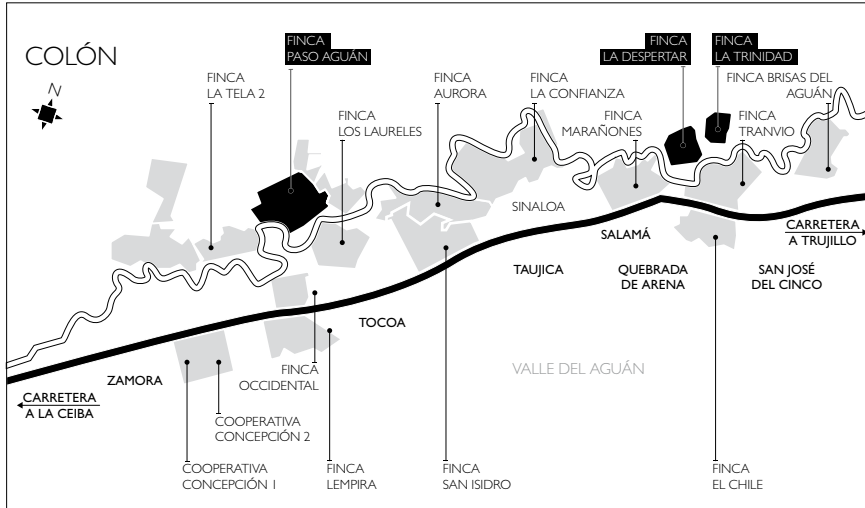 COLÓN
N
FINCA
PASO AGUÁN
FINCA
LA DESPERTAR
FINCA
LA TRINIDAD
FINCA
LA TELA 2
FINCA
AURORA
FINCA
LA CONFIANZA
FINCA BRISAS DEL
AGUÁN
FINCA
LOS LAURELES
FINCA
MARAÑONES
FINCA
TRANVIO
SINALOA
SALAMÁ
CARRETERA
A TRUJILLO
TAUJICA
QUEBRADA
DE ARENA
SAN JOSÉ
DEL CINCO
TOCOA
VALLE DEL AGUÁN
FINCA
OCCIDENTAL
ZAMORA
CARRETERA
A LA CEIBA
COOPERATIVA
CONCEPCIÓN 2
COOPERATIVA
CONCEPCIÓN 1
FINCA
LEMPIRA
FINCA
SAN ISIDRO
FINCA
EL CHILE